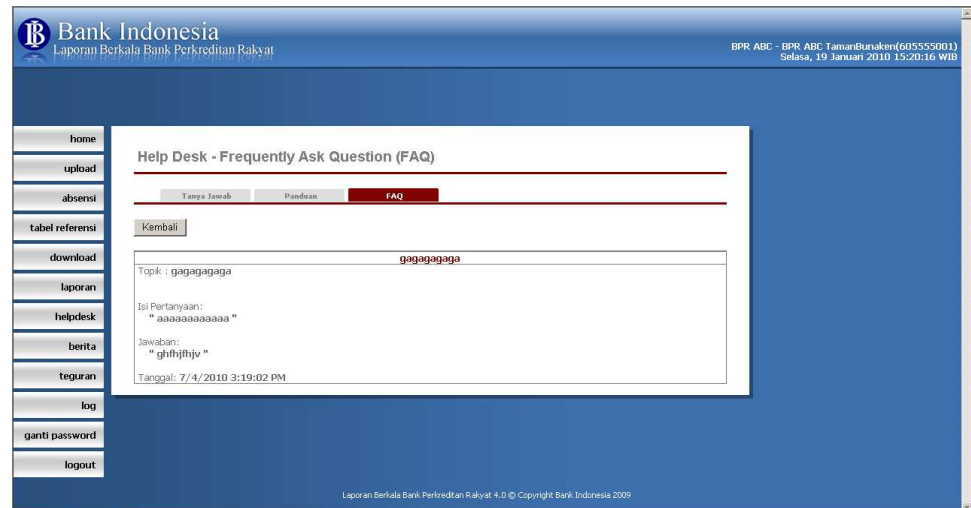 Bank Indonesia
Laporan Berkala Bank Perkreditan Rakyat
BPR ABC - BPR ABC TamanBunaken(605555001)
Selasa, 19 Januari 2010 15:20:16 WIB
home
upload
absensi
tabel referensi
download
laporan
helpdesk
berita
teguran
log
ganti password
logout
Help Desk - Frequently Ask Question (FAQ)
Tanya Jawab Panduan FAQ
Kembali
gagagagaga
Topik : gagagagaga
Isi Pertanyaan:
" aaaaaaaaaaaa "
Jawaban:
" ghfhjfhjv "
Tanggal: 7/4/2010 3:19:02 PM
Laporan Berkala Bank Perkreditan Rakyat 4.0 © Copyright Bank Indonesia 2009